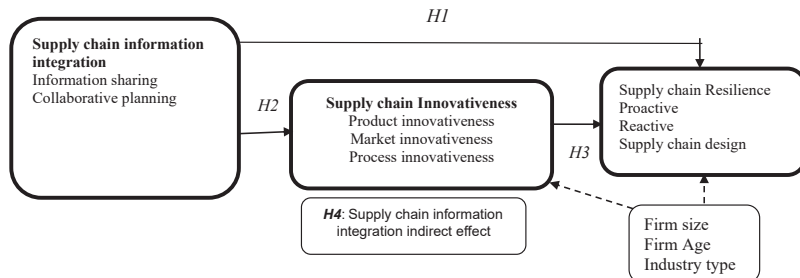 H1
Supply chain information
integration
Information sharing
Collaborative planning
H2
Supply chain Innovativeness
Product innovativeness
Market innovativeness
Process innovativeness
H3
Supply chain Resilience
Proactive
Reactive
Supply chain design
H4: Supply chain information
integration indirect effect
Firm size
Firm Age
Industry type